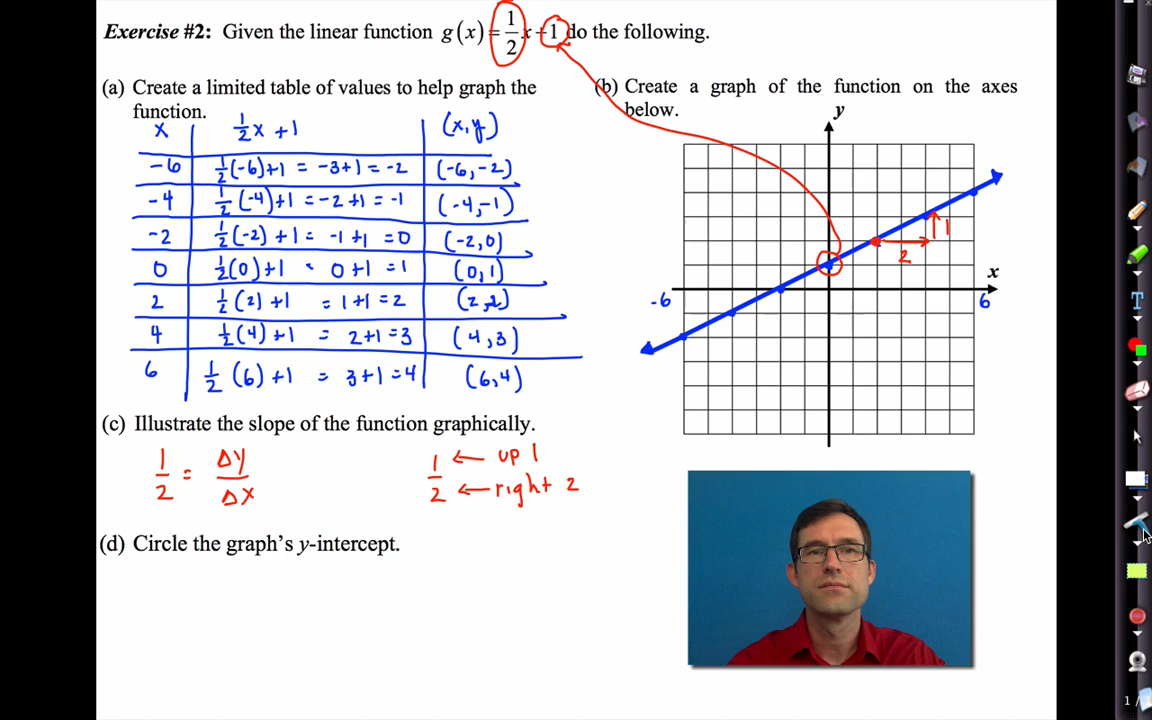 Exercise #2: Given the linear function g(x) = 1/2 x + 1 do the following.
(a) Create a limited table of values to help graph the function.
x | 1/2 x + 1 | (x, y)
-6 | 1/2(-6)+1 = -3+1 = -2 | (-6, -2)
-4 | 1/2(-4)+1 = -2+1 = -1 | (-4, -1)
-2 | 1/2(-2)+1 = -1+1 = 0 | (-2, 0)
0 | 1/2(0)+1 = 0+1 = 1 | (0, 1)
2 | 1/2(2)+1 = 1+1 = 2 | (2, 2)
4 | 1/2(4)+1 = 2+1 = 3 | (4, 3)
6 | 1/2(6)+1 = 3+1 = 4 | (6, 4)
(b) Create a graph of the function on the axes
below.
y
x
-6
6
1
2
(c) Illustrate the slope of the function graphically.
1/2 = Δy/Δx
1 ← up 1
2 ← right 2
(d) Circle the graph's y-intercept.
T
1 / 1